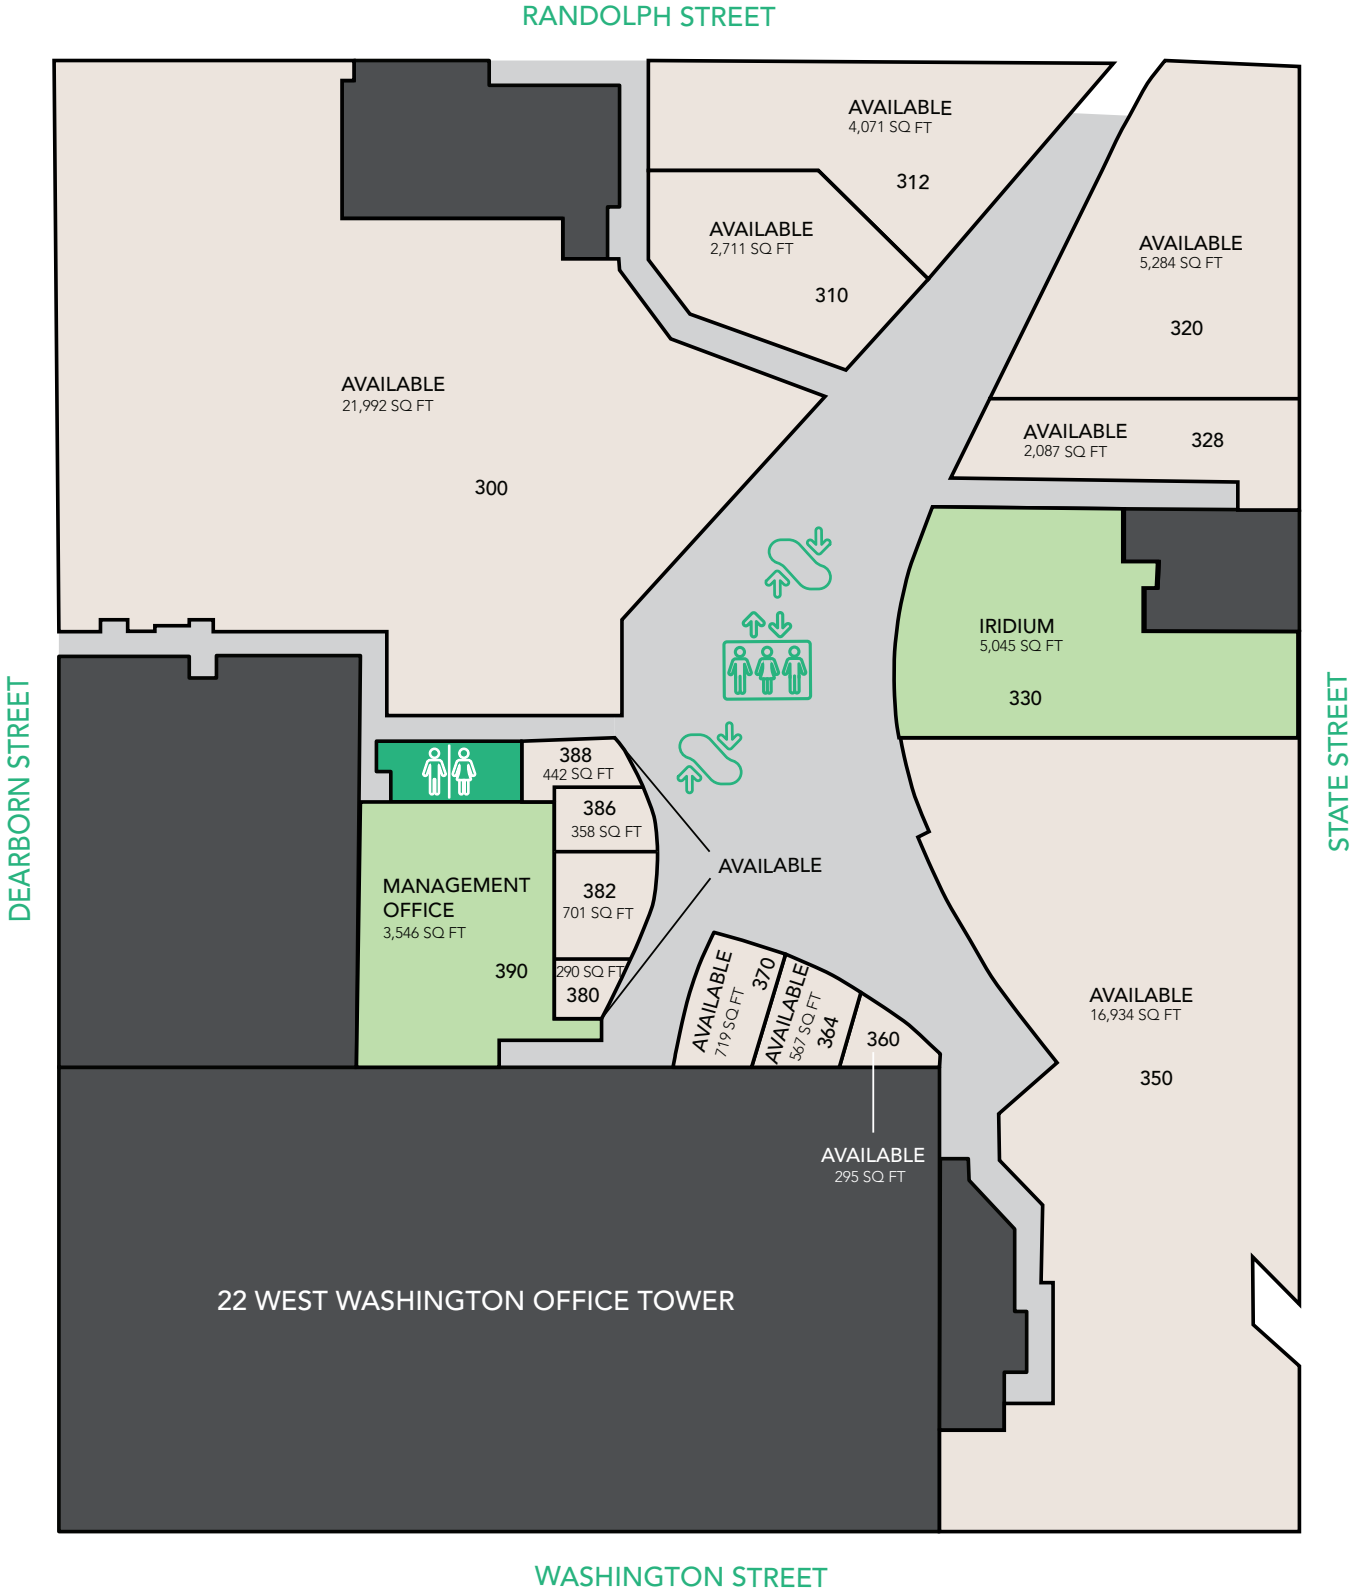 RANDOLPH STREET
AVAILABLE
4,071 SQ FT
312
AVAILABLE
2,711 SQ FT
310
AVAILABLE
5,284 SQ FT
320
AVAILABLE
21,992 SQ FT
300
AVAILABLE
2,087 SQ FT
328
IRIDIUM
5,045 SQ FT
330
DEARBORN STREET
STATE STREET
388
442 SQ FT
386
358 SQ FT
AVAILABLE
382
701 SQ FT
MANAGEMENT
OFFICE
3,546 SQ FT
390
290 SQ FT
380
AVAILABLE
719 SQ FT
370
AVAILABLE
567 SQ FT
364
360
AVAILABLE
295 SQ FT
AVAILABLE
16,934 SQ FT
350
22 WEST WASHINGTON OFFICE TOWER
WASHINGTON STREET